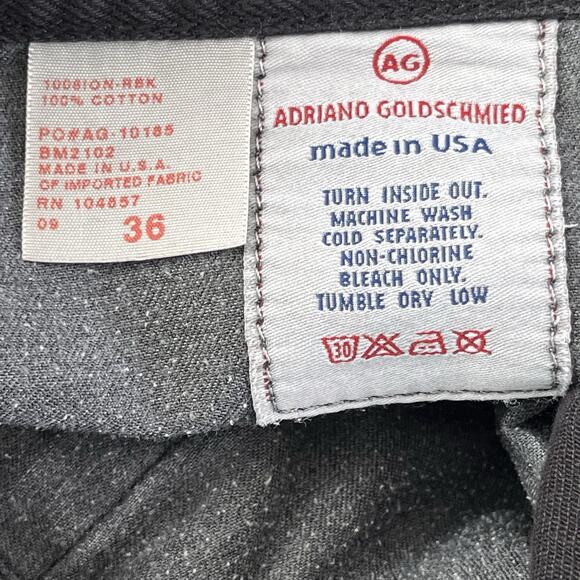 1008ION-RBK
100% COTTON
PO#AG-10185
BM2102
MADE IN U.S.A.
OF IMPORTED FABRIC
RN 104857
09 36
AG
ADRIANO GOLDSCHMIED
made in USA
TURN INSIDE OUT.
MACHINE WASH
COLD SEPARATELY.
NON-CHLORINE
BLEACH ONLY.
TUMBLE DRY LOW
30